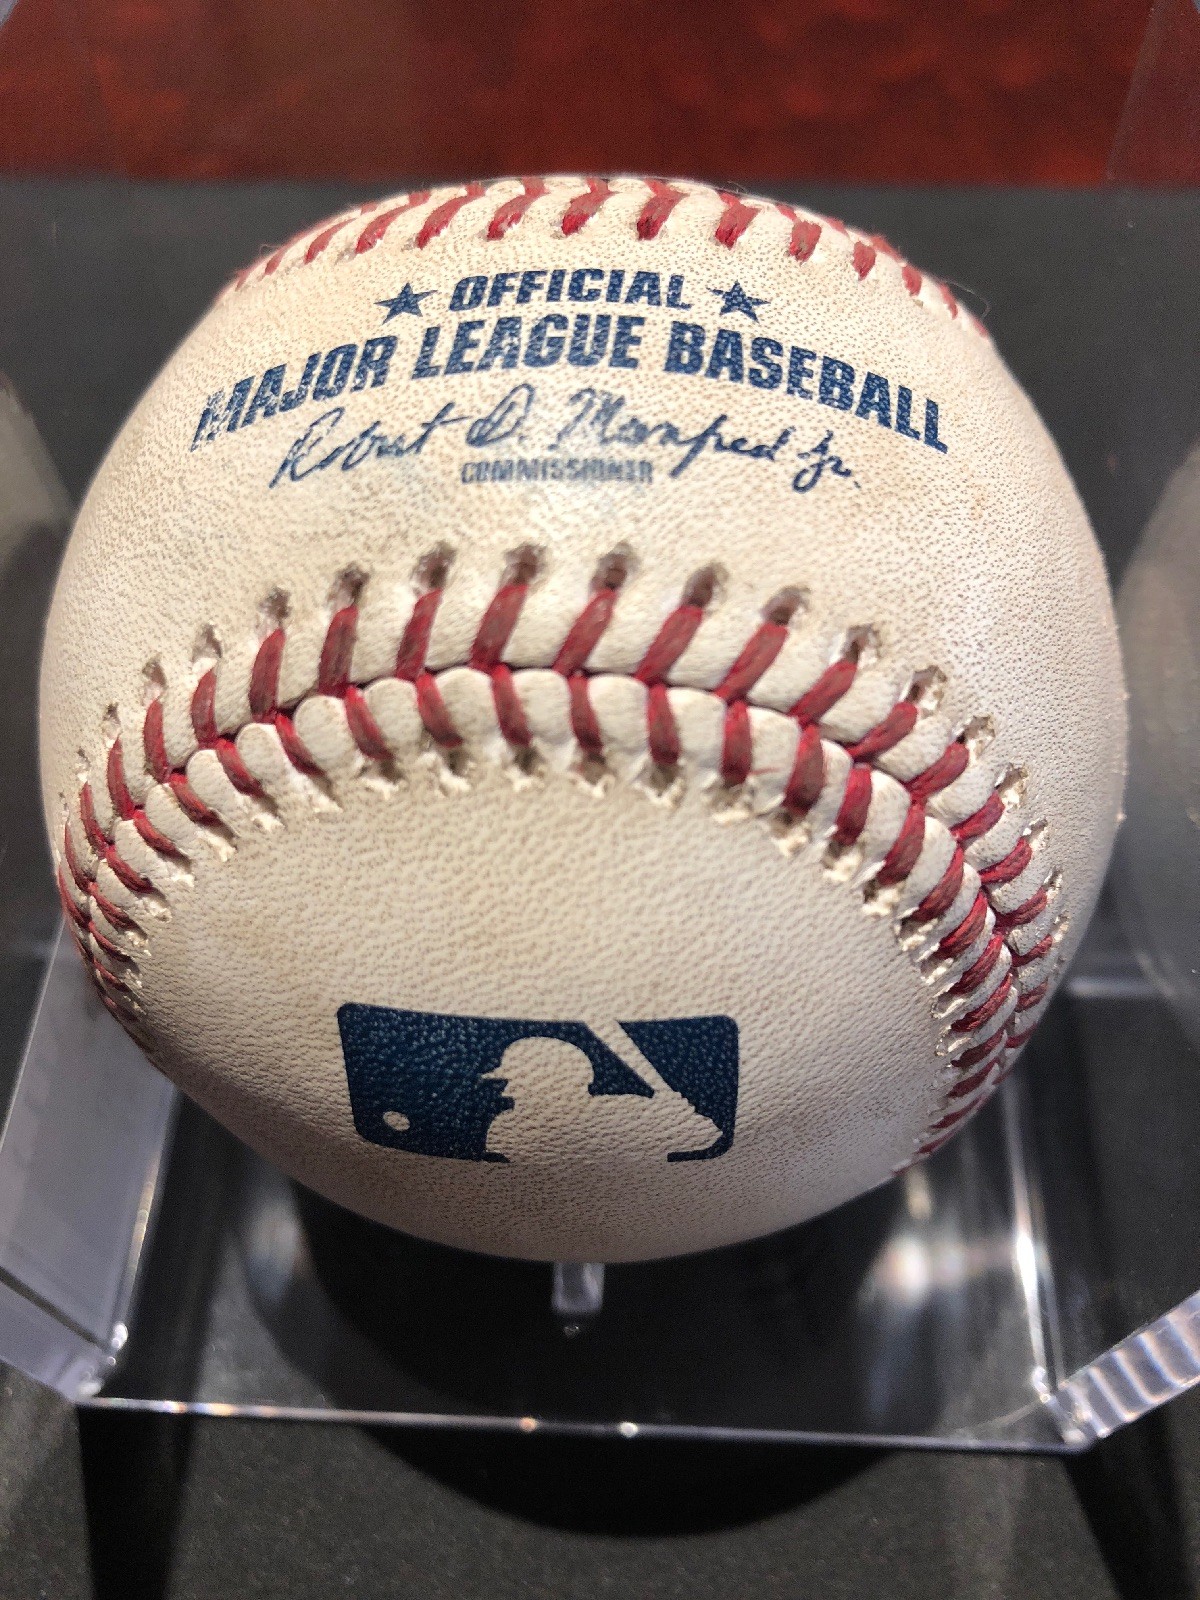 OFFICIAL
MAJOR LEAGUE BASEBALL
Robert D. Manfred Jr.
COMMISSIONER